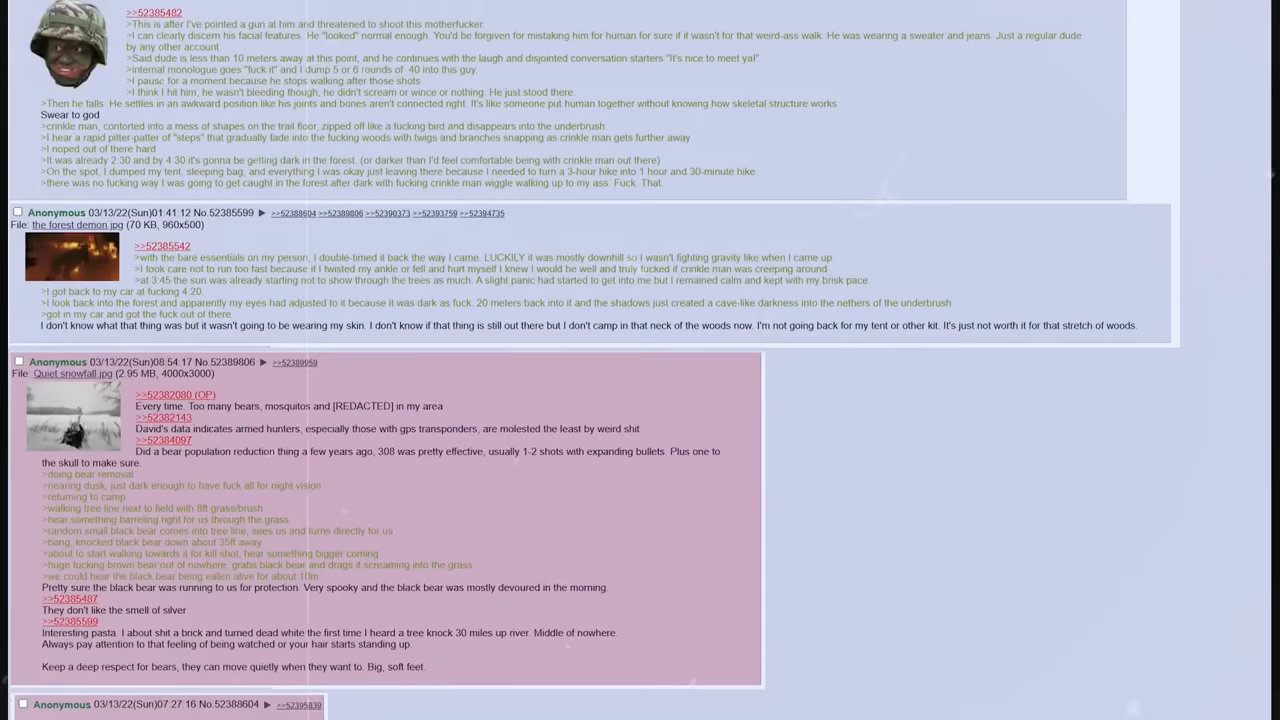 >>52385482
>This is after I've pointed a gun at him and threatened to shoot this motherfucker.
>I can clearly discern his facial features. He "looked" normal enough. You'd be forgiven for mistaking him for human for sure if it wasn't for that weird-ass walk. He was wearing a sweater and jeans. Just a regular dude
by any other account.
>Said dude is less than 10 meters away at this point, and he continues with the laugh and disjointed conversation starters "It's nice to meet ya!"
>internal monologue goes "fuck it" and I dump 5 or 6 rounds of .40 into this guy.
>I pause for a moment because he stops walking after those shots.
>I think I hit him, he wasn't bleeding though, he didn't scream or wince or nothing. He just stood there.
>Then he falls. He settles in an awkward position like his joints and bones aren't connected right. It's like someone put human together without knowing how skeletal structure works.
Swear to god
>crinkle man, contorted into a mess of shapes on the trail floor, zipped off like a fucking bird and disappears into the underbrush
>I hear a rapid pitter-patter of "steps" that gradually fade into the fucking woods with twigs and branches snapping as crinkle man gets further away
>I noped out of there hard
>It was already 2 30 and by 4 30 it's gonna be getting dark in the forest. (or darker than I'd feel comfortable being with crinkle man out there)
>On the spot, I dumped my tent, sleeping bag, and everything I was okay just leaving there because I needed to turn a 3-hour hike into 1 hour and 30-minute hike.
>there was no fucking way I was going to get caught in the forest after dark with fucking crinkle man wiggle walking up to my ass. Fuck. That.
Anonymous 03/13/22(Sun)01:41:12 No.52385599 ▶ >>52388604 >>52389806 >>52390373 >>52393759 >>52394735
File: the forest demon.jpg (70 KB, 960x500)
>>52385542
>with the bare essentials on my person, I double-timed it back the way I came. LUCKILY it was mostly downhill so I wasn't fighting gravity like when I came up.
>I took care not to run too fast because if I twisted my ankle or fell and hurt myself I knew I would be well and truly fucked if crinkle man was creeping around.
>at 3:45 the sun was already starting not to show through the trees as much. A slight panic had started to get into me but I remained calm and kept with my brisk pace.
>I got back to my car at fucking 4:20.
>I look back into the forest and apparently my eyes had adjusted to it because it was dark as fuck. 20 meters back into it and the shadows just created a cave-like darkness into the nethers of the underbrush.
>got in my car and got the fuck out of there
I don't know what that thing was but it wasn't going to be wearing my skin. I don't know if that thing is still out there but I don't camp in that neck of the woods now. I'm not going back for my tent or other kit. It's just not worth it for that stretch of woods.
Anonymous 03/13/22(Sun)08:54:17 No.52389806 ▶ >>52389959
File: Quiet snowfall.jpg (2.95 MB, 4000x3000)
>>52382080 (OP)
Every time. Too many bears, mosquitos and [REDACTED] in my area
>>52382143
David's data indicates armed hunters, especially those with gps transponders, are molested the least by weird shit
>>52384097
Did a bear population reduction thing a few years ago, 308 was pretty effective, usually 1-2 shots with expanding bullets. Plus one to
the skull to make sure.
>doing bear removal
>nearing dusk, just dark enough to have fuck all for night vision
>returning to camp
>walking tree line next to field with 8ft grass/brush
>hear something barreling right for us through the grass
>random small black bear comes into tree line, sees us and turns directly for us
>bang, knocked black bear down about 35ft away
>about to start walking towards it for kill shot, hear something bigger coming
>huge fucking brown bear out of nowhere, grabs black bear and drags it screaming into the grass
>we could hear the black bear being eaten alive for about 10m
Pretty sure the black bear was running to us for protection. Very spooky and the black bear was mostly devoured in the morning.
>>52385487
They don't like the smell of silver
>>52385599
Interesting pasta. I about shit a brick and turned dead white the first time I heard a tree knock 30 miles up river. Middle of nowhere.
Always pay attention to that feeling of being watched or your hair starts standing up.
Keep a deep respect for bears, they can move quietly when they want to. Big, soft feet.
Anonymous 03/13/22(Sun)07:27:16 No.52388604 ▶ >>52395839